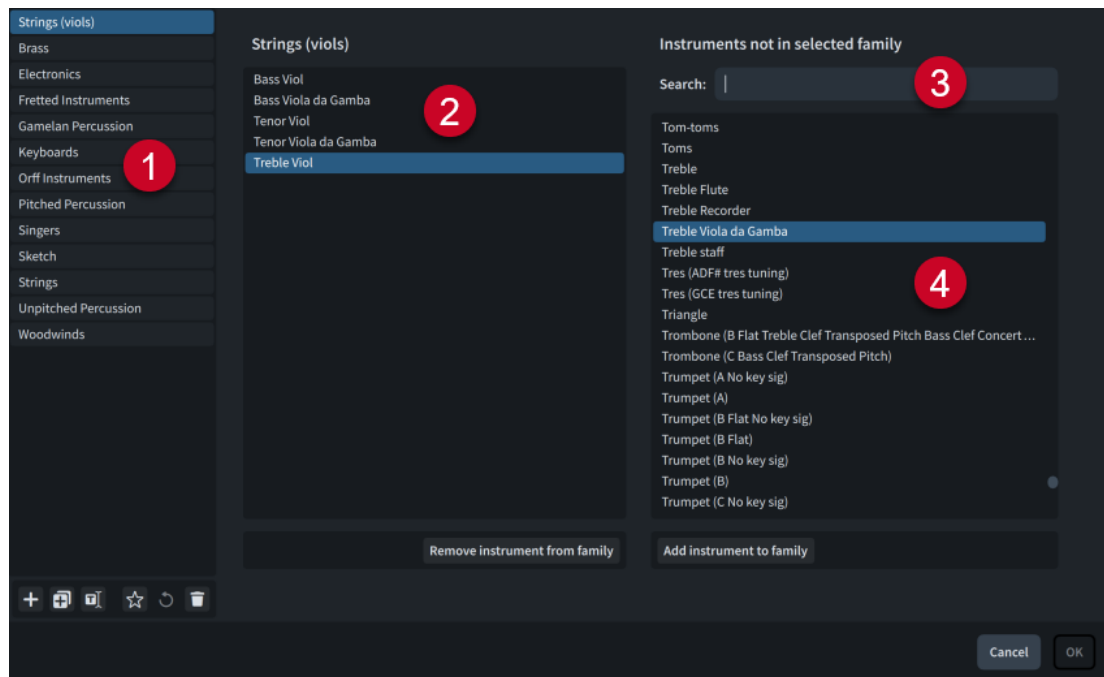 Strings (viols)
Brass
Electronics
Fretted Instruments
Gamelan Percussion
Keyboards
Orff Instruments
Pitched Percussion
Singers
Sketch
Strings
Unpitched Percussion
Woodwinds
1
Strings (viols)
Bass Viol
Bass Viola da Gamba
Tenor Viol
Tenor Viola da Gamba
Treble Viol
2
Remove instrument from family
Instruments not in selected family
Search:
3
Tom-toms
Toms
Treble
Treble Flute
Treble Recorder
Treble Viola da Gamba
Treble staff
Tres (ADF# tres tuning)
Tres (GCE tres tuning)
Triangle
Trombone (B Flat Treble Clef Transposed Pitch Bass Clef Concert...
Trombone (C Bass Clef Transposed Pitch)
Trumpet (A No key sig)
Trumpet (A)
Trumpet (B Flat No key sig)
Trumpet (B Flat)
Trumpet (B No key sig)
Trumpet (B)
Trumpet (C No key sig)
4
Add instrument to family
Cancel
OK